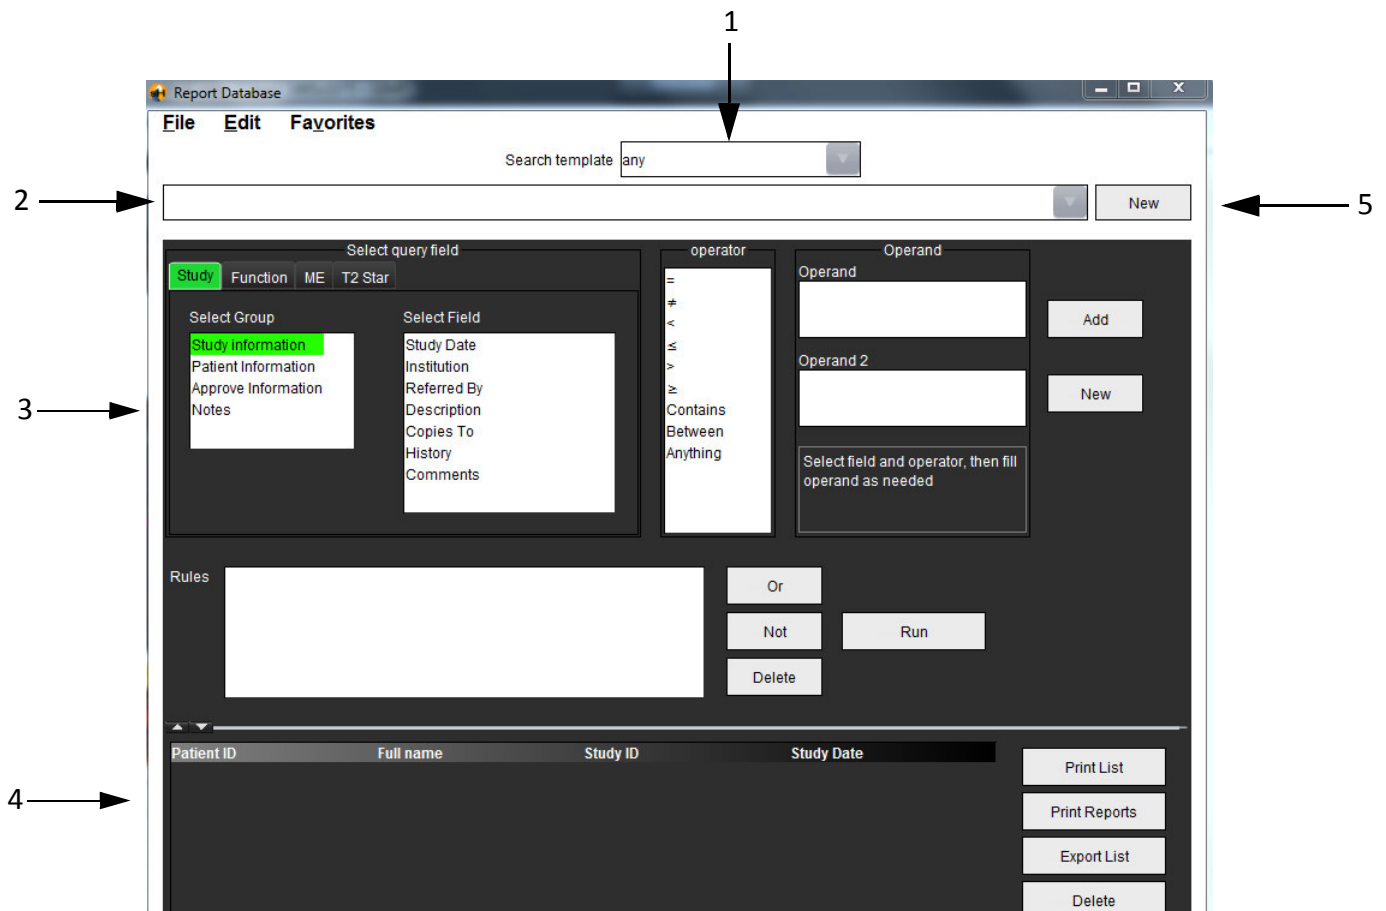 1
Report Database
File Edit Favorites
Search template any
2
New
5
Select query field
Study Function ME T2 Star
Select Group
Study information
Patient Information
Approve Information
Notes
Select Field
Study Date
Institution
Referred By
Description
Copies To
History
Comments
operator
=
≠
<
≤
>
≥
Contains
Between
Anything
Operand
Operand
Operand 2
Select field and operator, then fill
operand as needed
Add
New
3
Rules
Or
Not
Delete
Run
Patient ID Full name Study ID Study Date
4
Print List
Print Reports
Export List
Delete